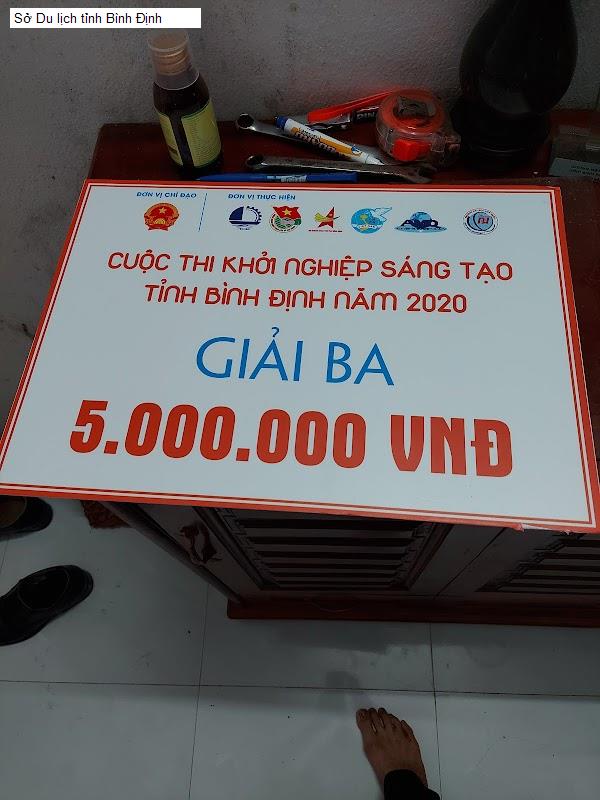 Sở Du lịch tỉnh Bình Định
ĐƠN VỊ CHỈ ĐẠO
ĐƠN VỊ THỰC HIỆN
CUỘC THI KHỞI NGHIỆP SÁNG TẠO
TỈNH BÌNH ĐỊNH NĂM 2020
GIẢI BA
5.000.000 VNĐ